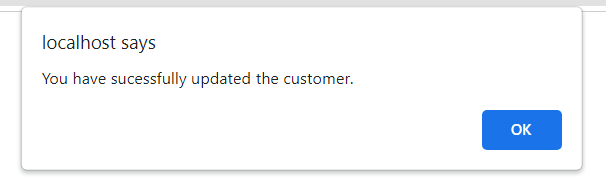 localhost says
You have sucessfully updated the customer.
OK